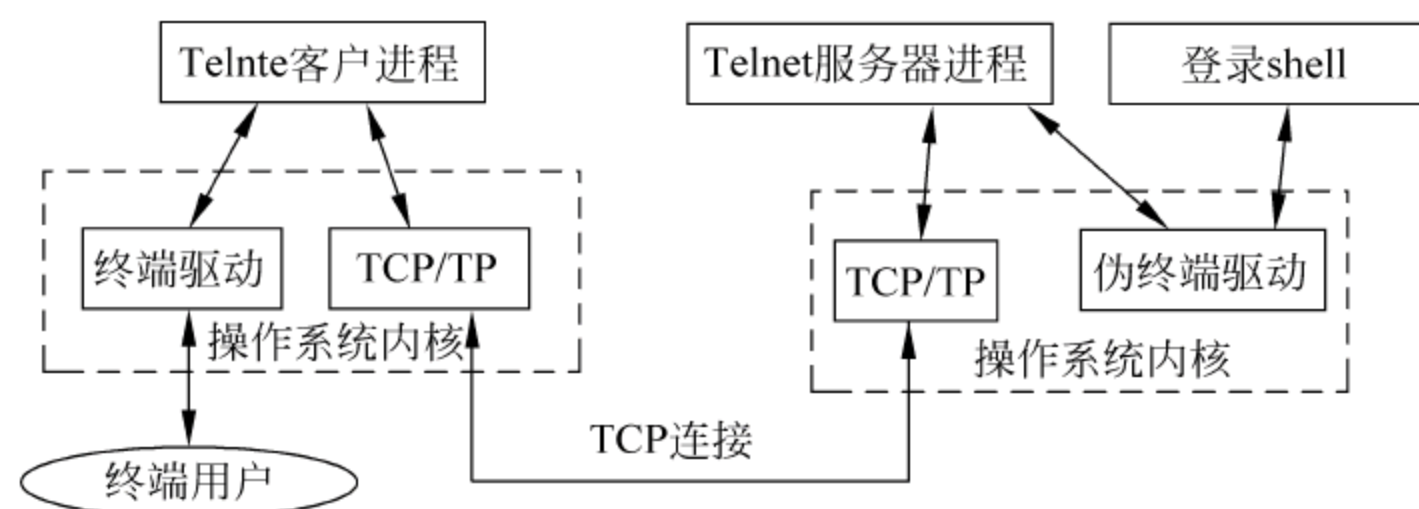 Telnte客户进程
Telnet服务器进程
登录shell
终端驱动
TCP/TP
TCP/TP
伪终端驱动
操作系统内核
操作系统内核
TCP连接
终端用户